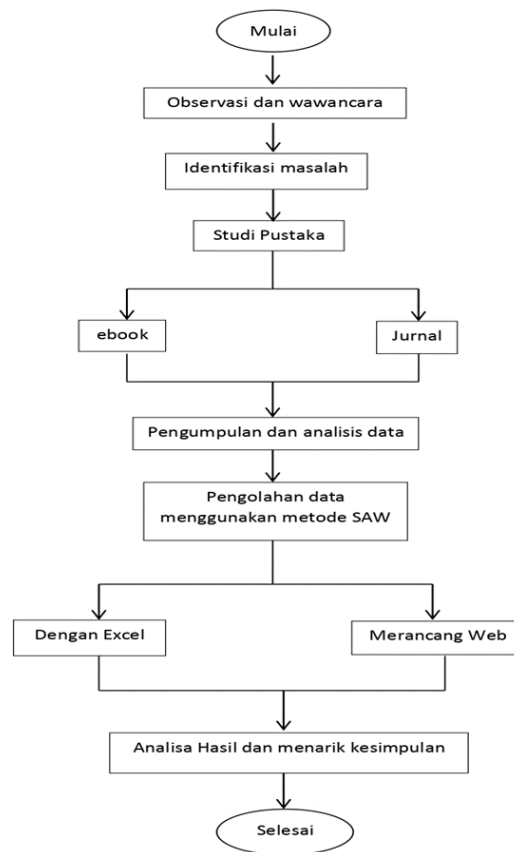 Mulai
Observasi dan wawancara
Identifikasi masalah
Studi Pustaka
ebook
Jurnal
Pengumpulan dan analisis data
Pengolahan data
menggunakan metode SAW
Dengan Excel
Merancang Web
Analisa Hasil dan menarik kesimpulan
Selesai